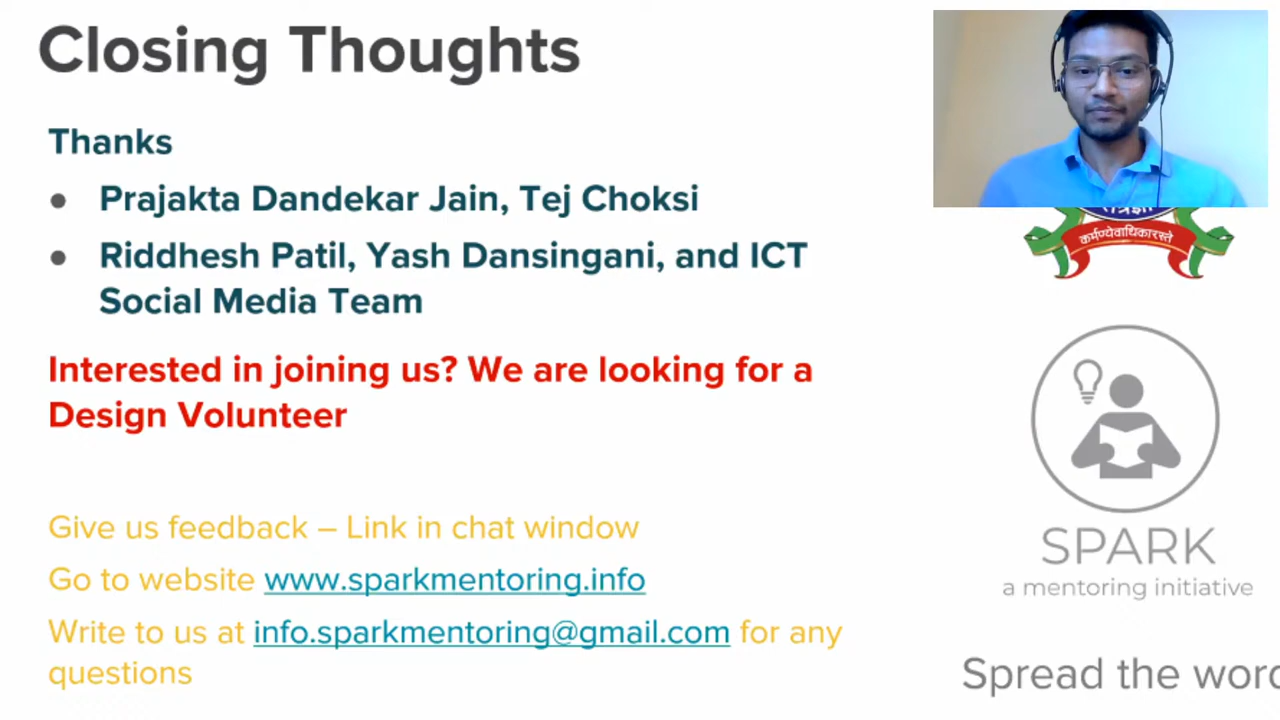 Closing Thoughts
Thanks
● Prajakta Dandekar Jain, Tej Choksi
● Riddhesh Patil, Yash Dansingani, and ICT
Social Media Team
Interested in joining us? We are looking for a
Design Volunteer
Give us feedback – Link in chat window
Go to website www.sparkmentoring.info
Write to us at info.sparkmentoring@gmail.com for any
questions
कर्मण्येवाधिकारस्ते
SPARK
a mentoring initiative
Spread the word